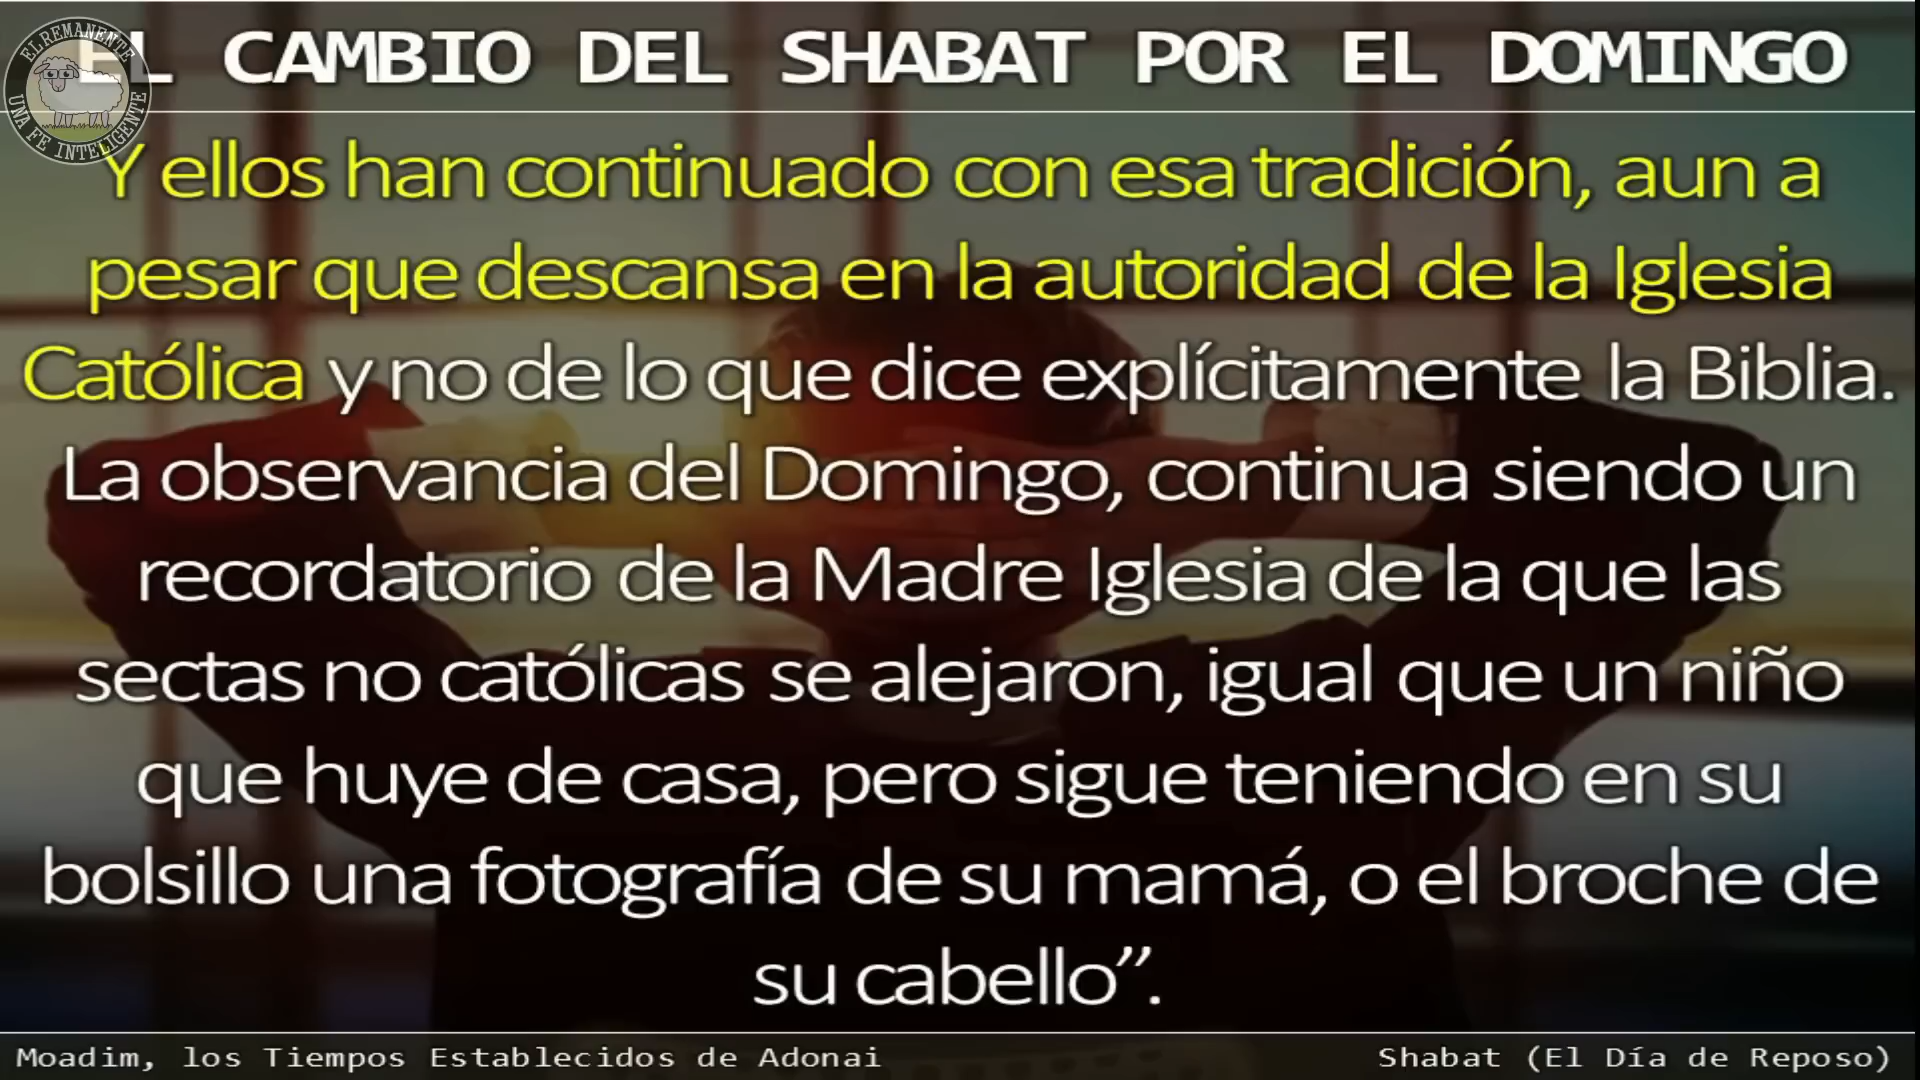 EL CAMBIO DEL SHABAT POR EL DOMINGO
ELREMANENTE
UNA FE INTELIGENTE
Y ellos han continuado con esa tradición, aun a
pesar que descansa en la autoridad de la Iglesia
Católica y no de lo que dice explícitamente la Biblia.
La observancia del Domingo, continua siendo un
recordatorio de la Madre Iglesia de la que las
sectas no católicas se alejaron, igual que un niño
que huye de casa, pero sigue teniendo en su
bolsillo una fotografía de su mamá, o el broche de
su cabello”.
Moadim, los Tiempos Establecidos de Adonai
Shabat (El Día de Reposo)